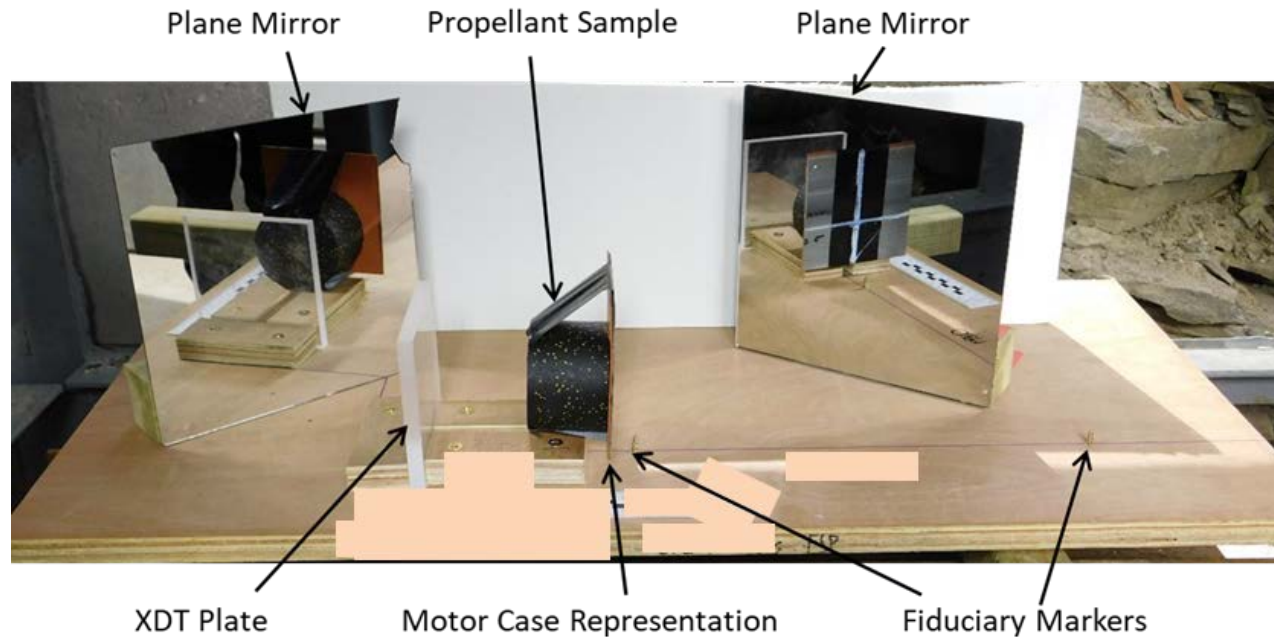 Plane Mirror
Propellant Sample
Plane Mirror
XDT Plate
Motor Case Representation
Fiduciary Markers